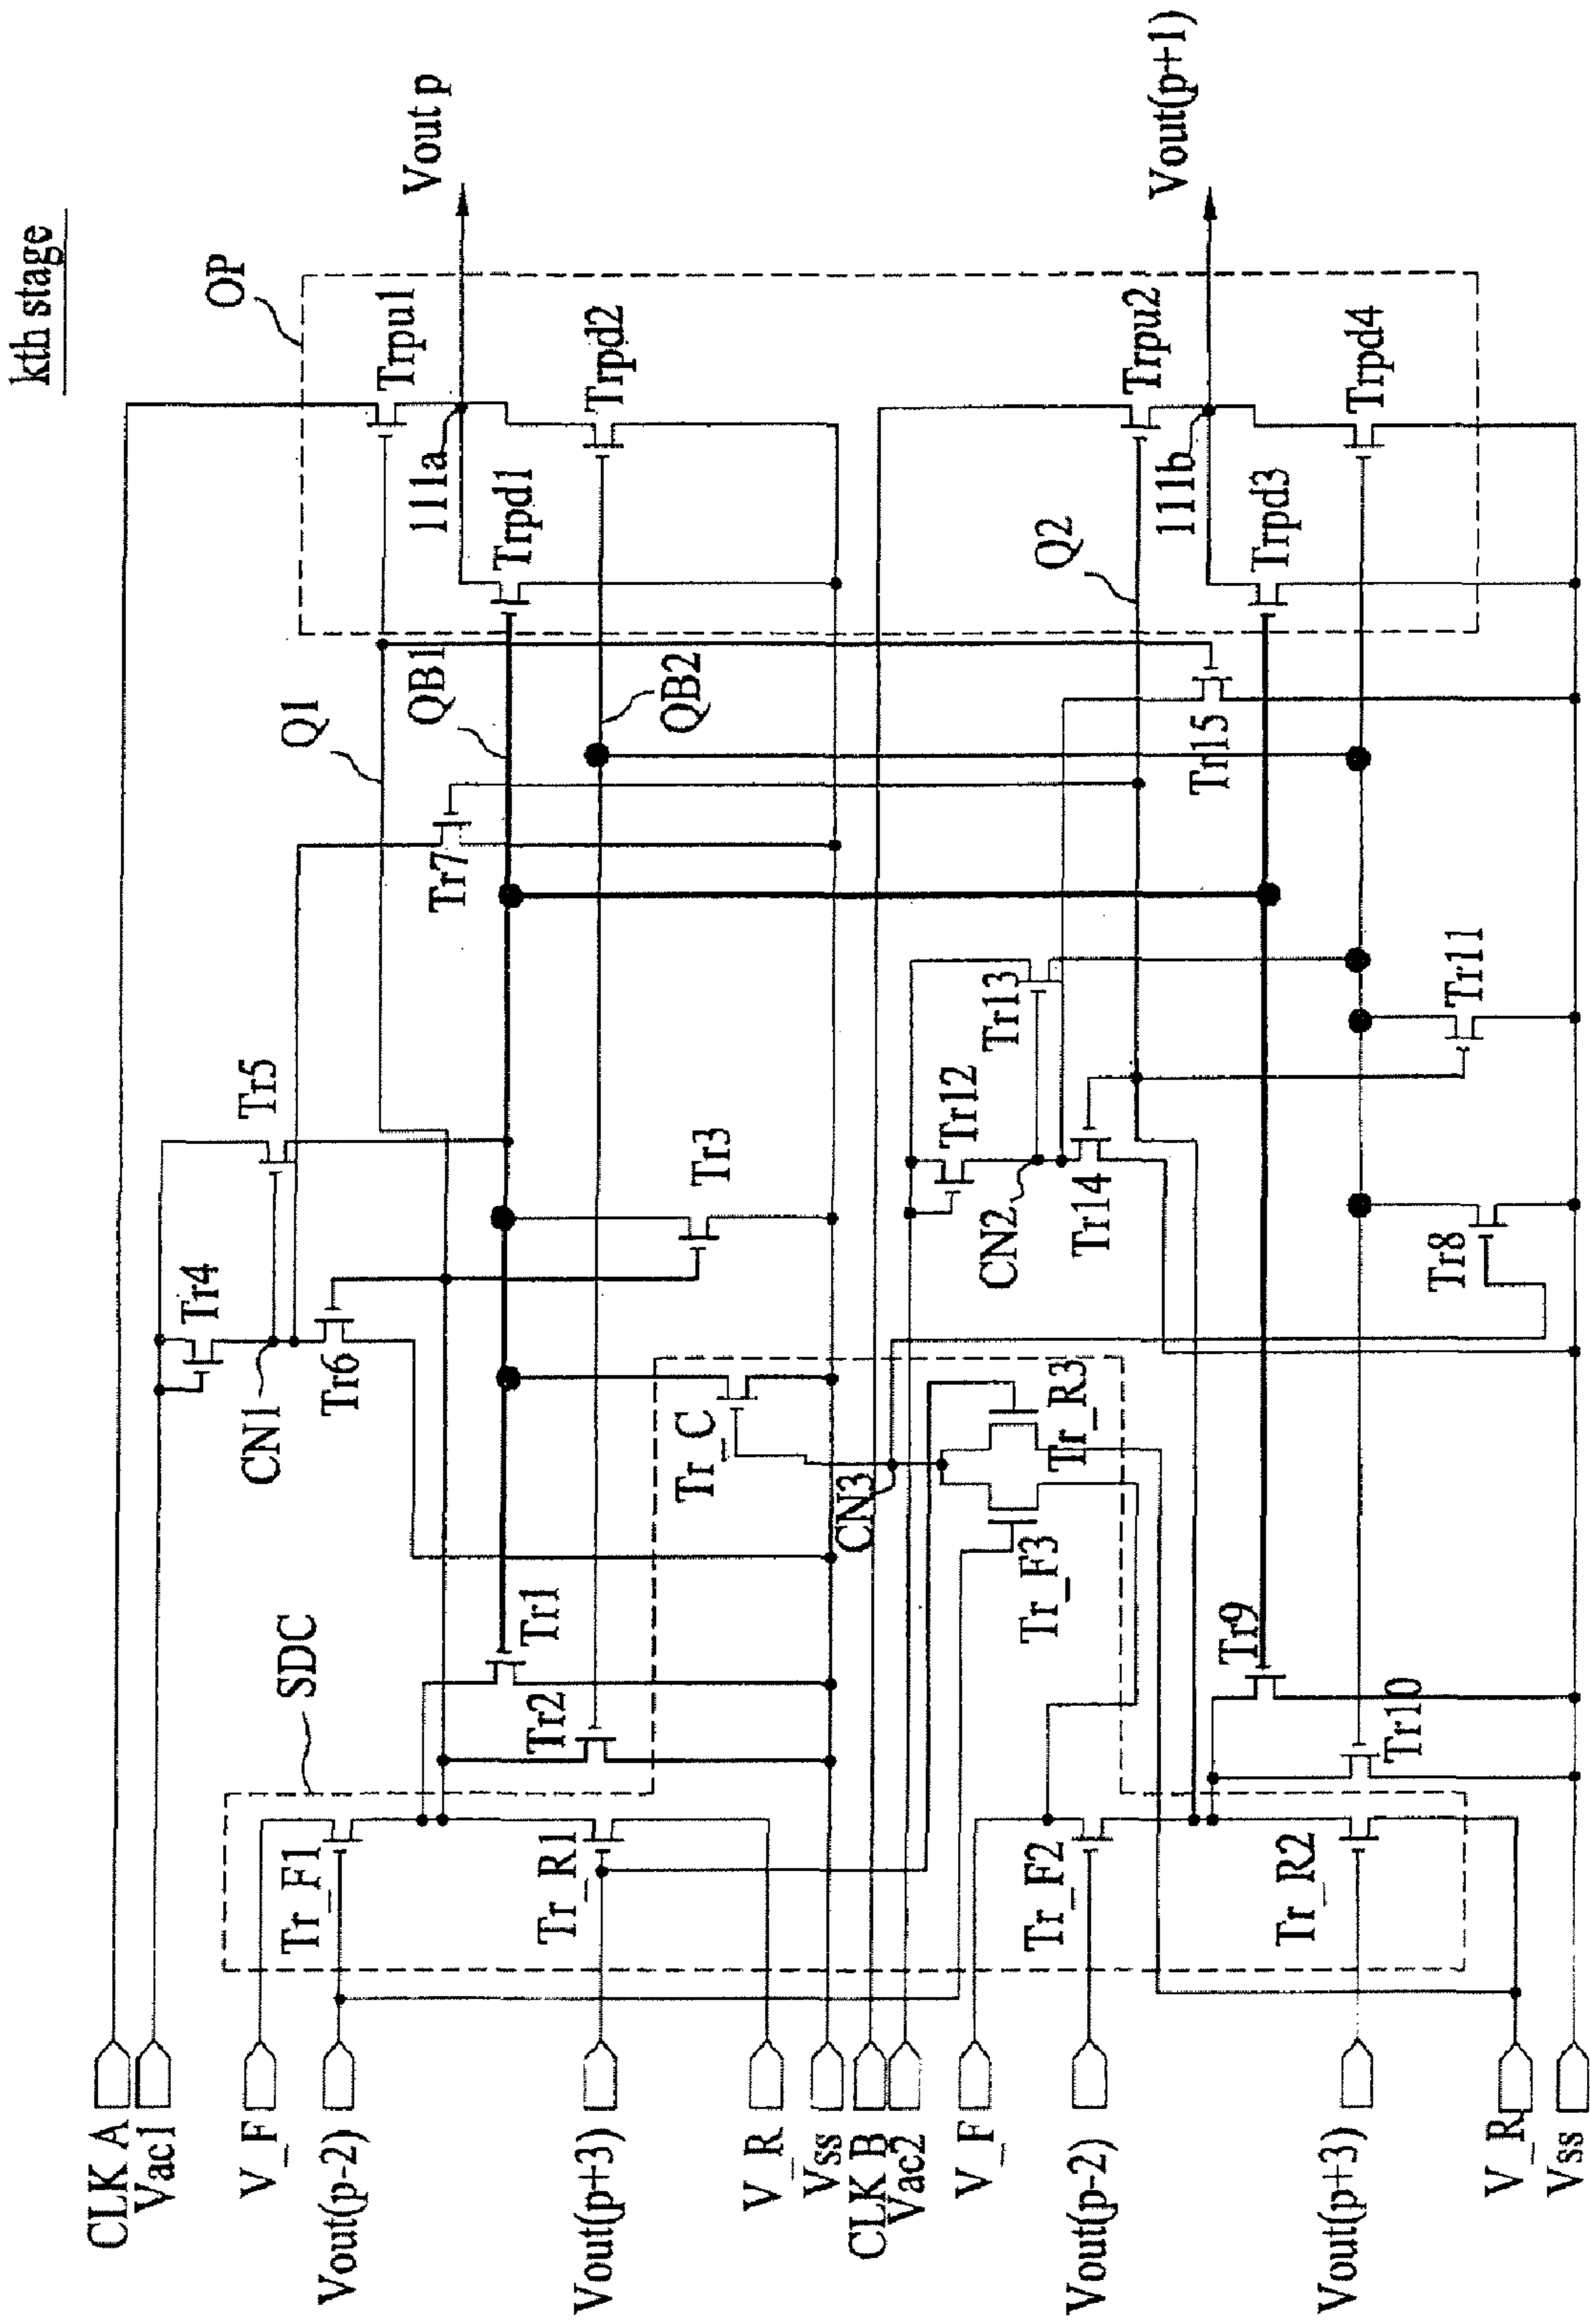 kth stage
CLK A
Vac1
V_F
Vout(p-2)
Vout(p+3)
V_R
Vss
CLK B
Vac2
V_F
Vout(p-2)
Vout(p+3)
V_R
Vss
SDC
Tr_F1
Tr_R1
Tr_F2
Tr_R2
Tr1
Tr2
Tr_C
CN3
Tr_F3
Tr_R3
Tr9
Tr10
CN1
Tr4
Tr6
Tr5
Tr3
CN2
Tr12
Tr14
Tr13
Tr8
Tr11
Q1
QB1
Tr7
QB2
Q2
Tr15
OP
Trpu1
111a
Trpd1
Trpd2
Trpu2
111b
Trpd3
Trpd4
Vout p
Vout(p+1)